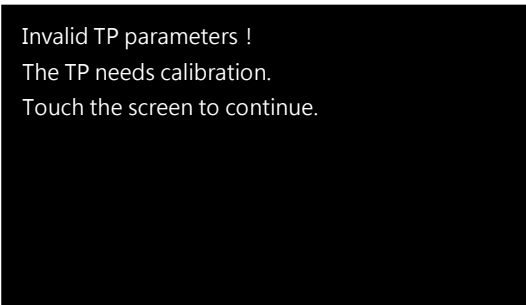 Invalid TP parameters !
The TP needs calibration.
Touch the screen to continue.